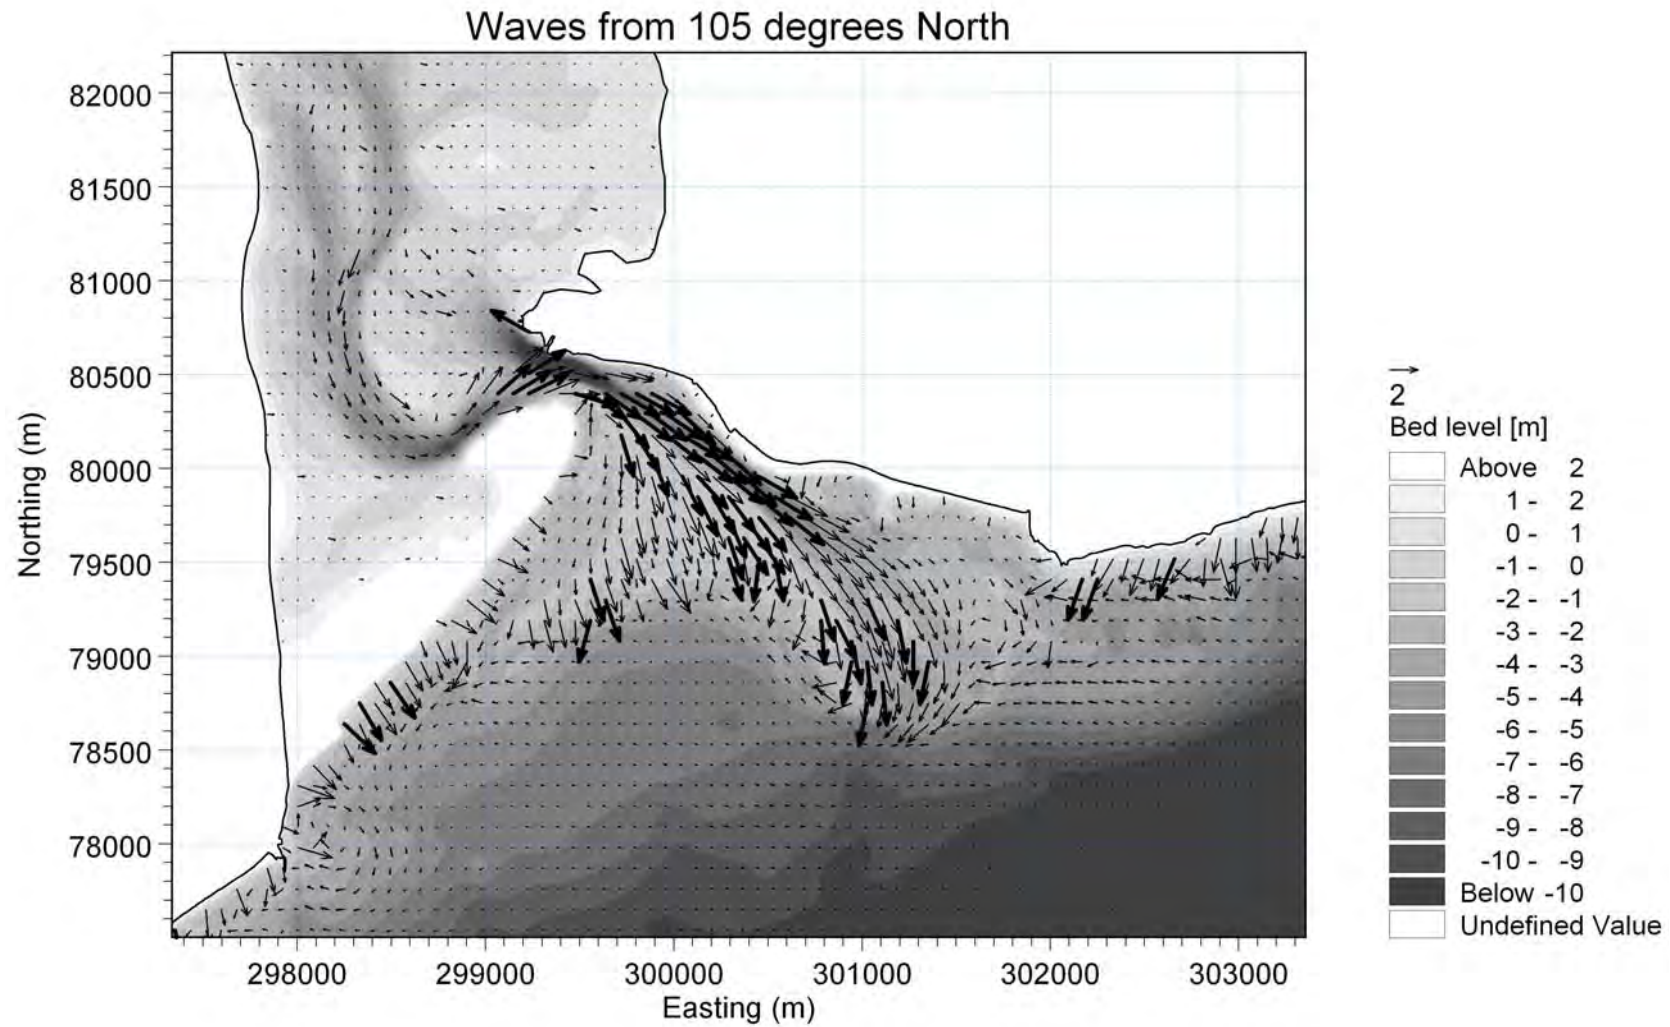 Waves from 105 degrees North
82000
81500
81000
80500
80000
79500
79000
78500
78000
Northing (m)
298000 299000 300000 301000 302000 303000
Easting (m)
2
Bed level [m]
Above 2
1 - 2
0 - 1
-1 - 0
-2 - -1
-3 - -2
-4 - -3
-5 - -4
-6 - -5
-7 - -6
-8 - -7
-9 - -8
-10 - -9
Below -10
Undefined Value